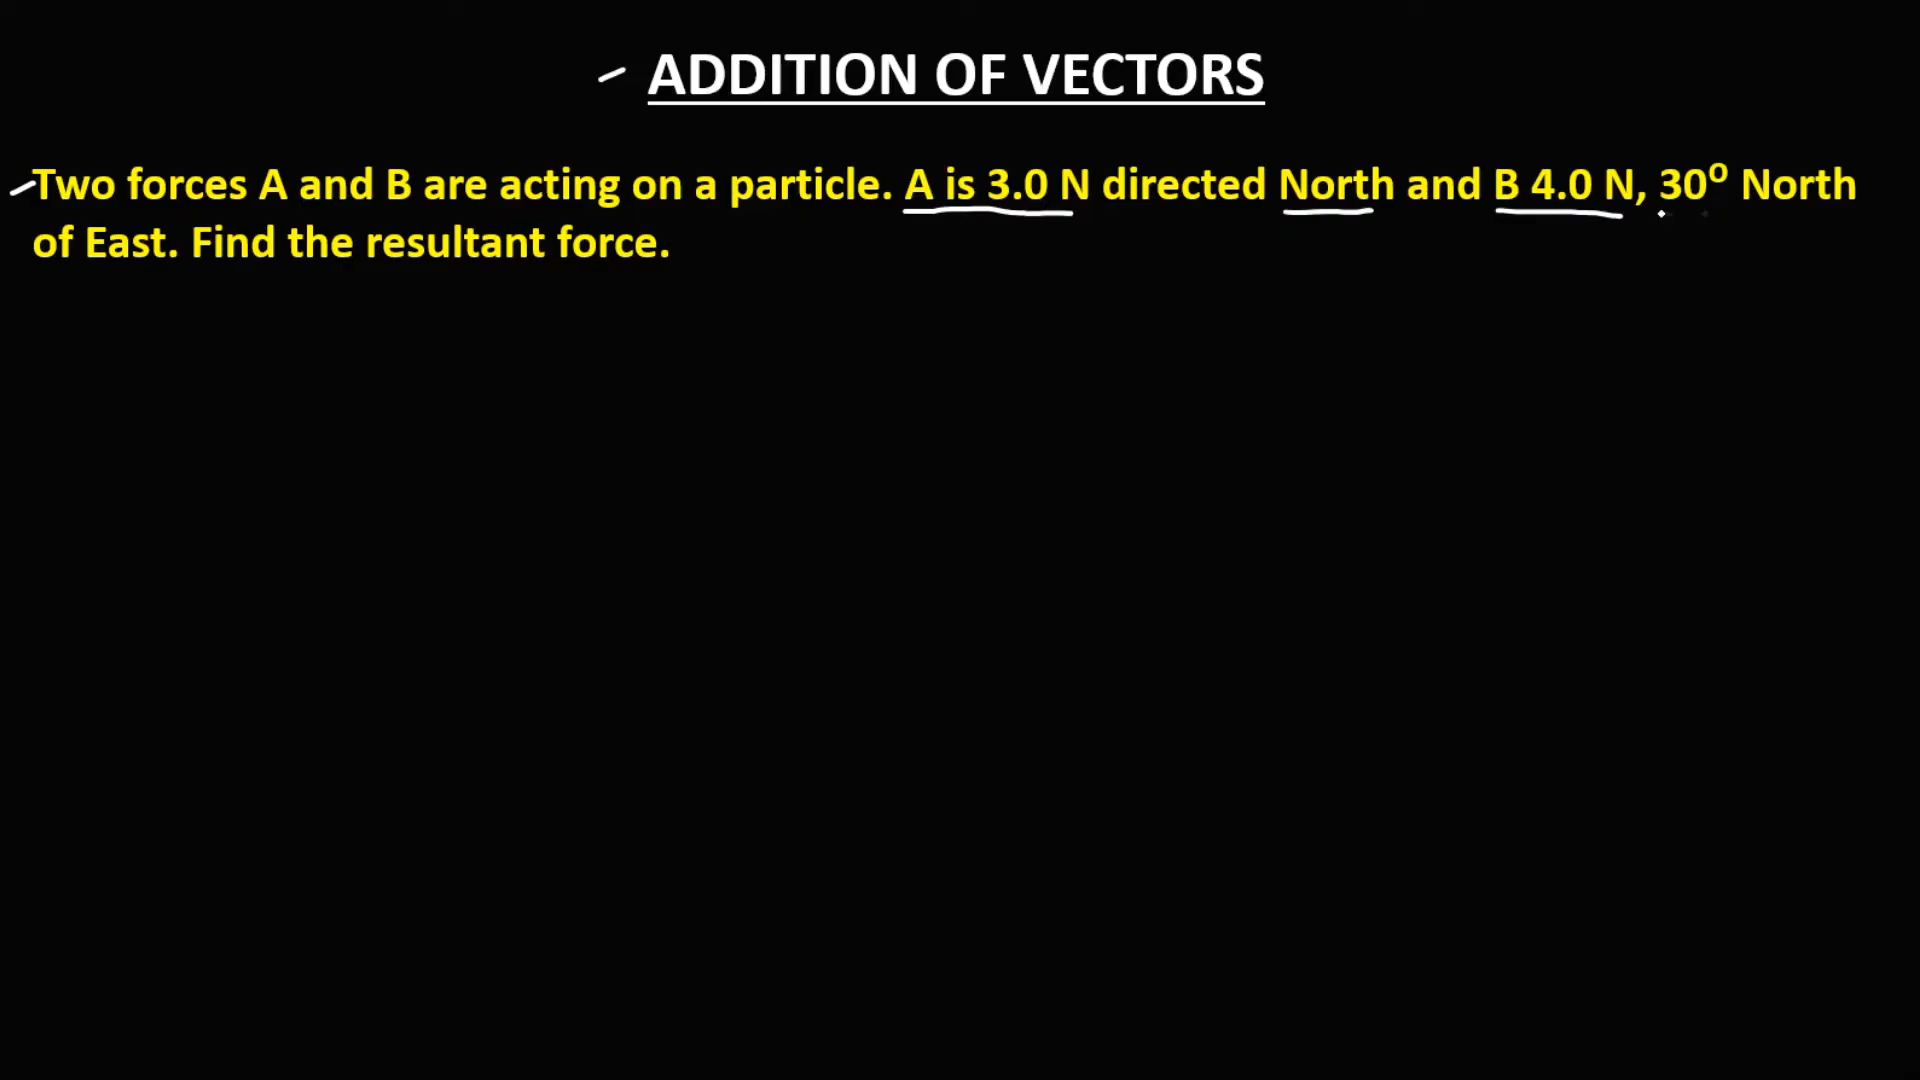 ADDITION OF VECTORS
Two forces A and B are acting on a particle. A is 3.0 N directed North and B 4.0 N, 30⁰ North
of East. Find the resultant force.